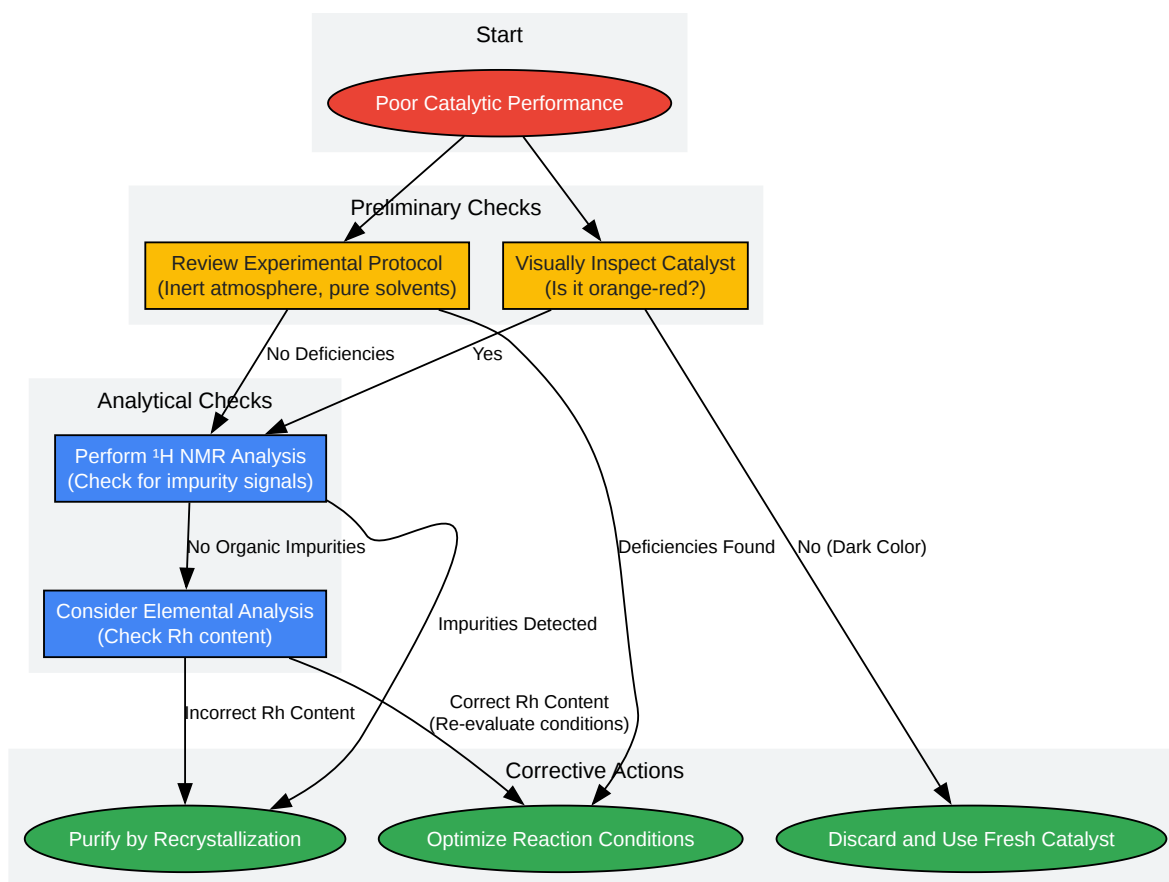 Start
Poor Catalytic Performance
Preliminary Checks
Review Experimental Protocol
(Inert atmosphere, pure solvents)
Visually Inspect Catalyst
(Is it orange-red?)
No Deficiencies
Yes
Analytical Checks
Perform ¹H NMR Analysis
(Check for impurity signals)
No Organic Impurities
Deficiencies Found
No (Dark Color)
Consider Elemental Analysis
(Check Rh content)
Impurities Detected
Incorrect Rh Content
Correct Rh Content
(Re-evaluate conditions)
Corrective Actions
Purify by Recrystallization
Optimize Reaction Conditions
Discard and Use Fresh Catalyst